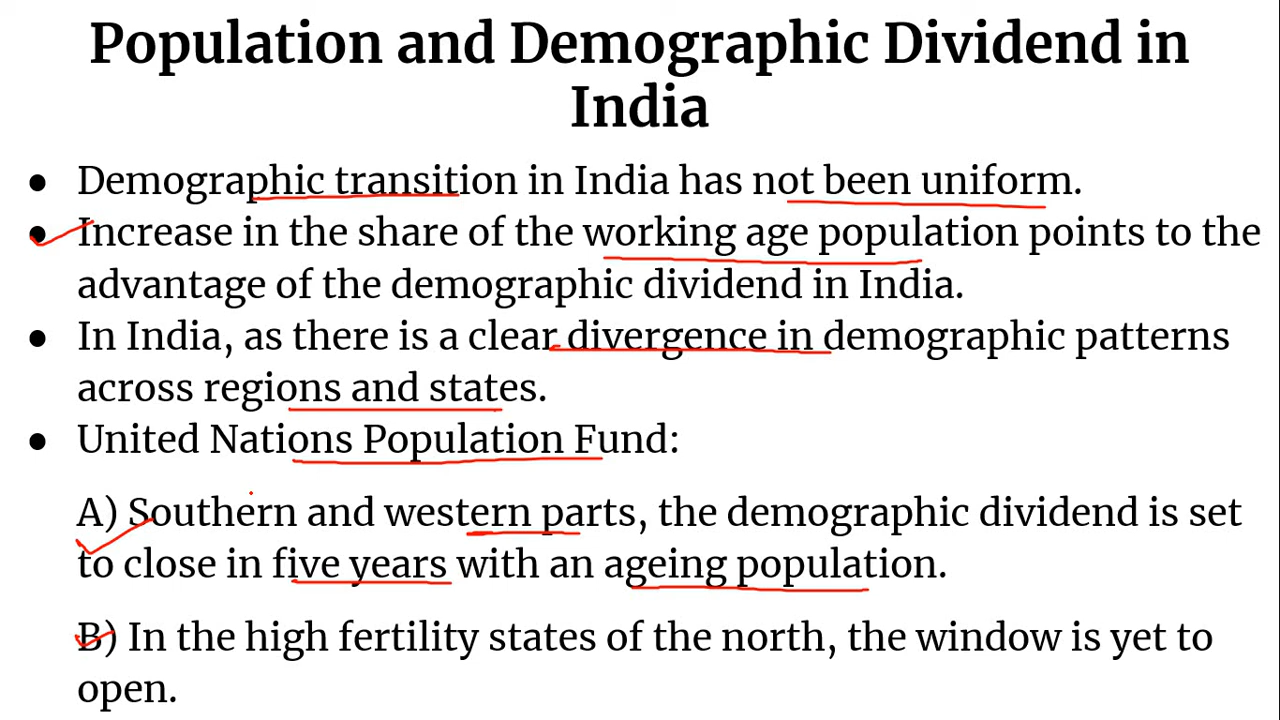 Population and Demographic Dividend in
India
● Demographic transition in India has not been uniform.
● Increase in the share of the working age population points to the
advantage of the demographic dividend in India.
● In India, as there is a clear divergence in demographic patterns
across regions and states.
● United Nations Population Fund:
A) Southern and western parts, the demographic dividend is set
to close in five years with an ageing population.
B) In the high fertility states of the north, the window is yet to
open.